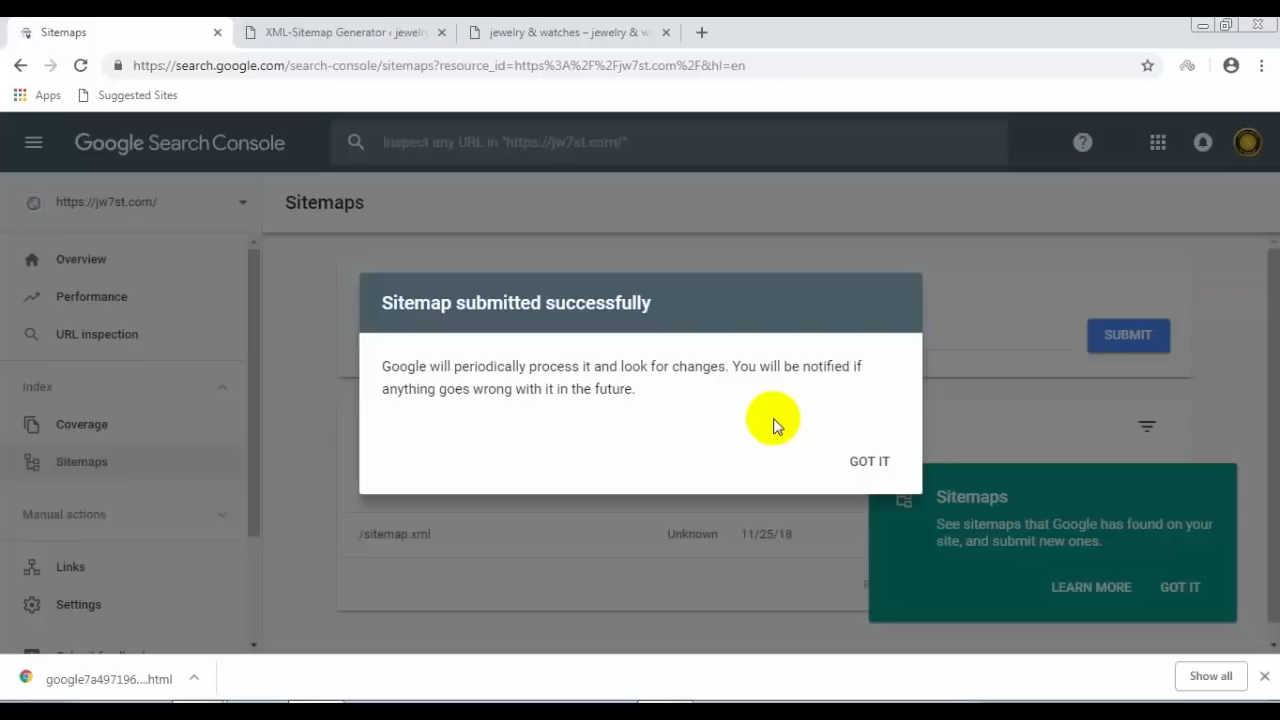 Sitemaps
XML-Sitemap Generator ‹ jewelry
jewelry & watches – jewelry & w
https://search.google.com/search-console/sitemaps?resource_id=https%3A%2F%2Fjw7st.com%2F&hl=en
Apps
Suggested Sites
Google Search Console
Inspect any URL in "https://jw7st.com/"
https://jw7st.com/
Sitemaps
Overview
Performance
URL inspection
Index
Coverage
Sitemaps
Manual actions
Links
Settings
Sitemap submitted successfully
Google will periodically process it and look for changes. You will be notified if
anything goes wrong with it in the future.
GOT IT
SUBMIT
/sitemap.xml
Unknown
11/25/18
Sitemaps
See sitemaps that Google has found on your
site, and submit new ones.
LEARN MORE
GOT IT
google7a497196....html
Show all